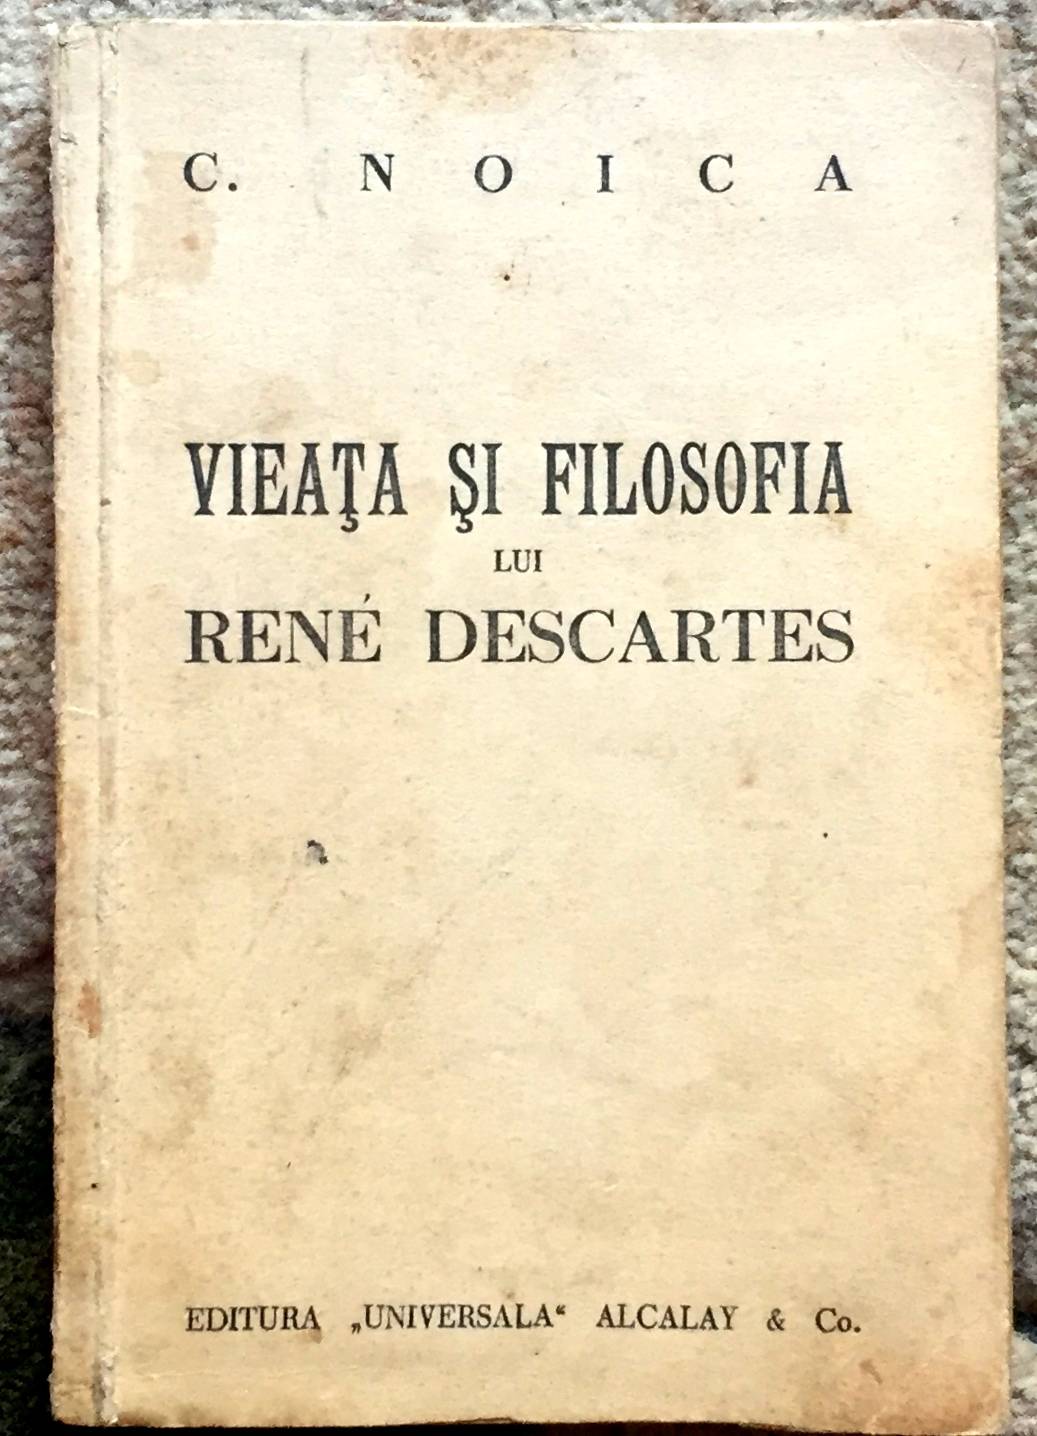 C. NOICA
VIEAŢA ŞI FILOSOFIA
LUI
RENÉ DESCARTES
EDITURA „UNIVERSALA“ ALCALAY & Co.